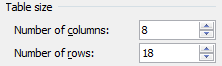 Table size
Number of columns: 8
Number of rows: 18